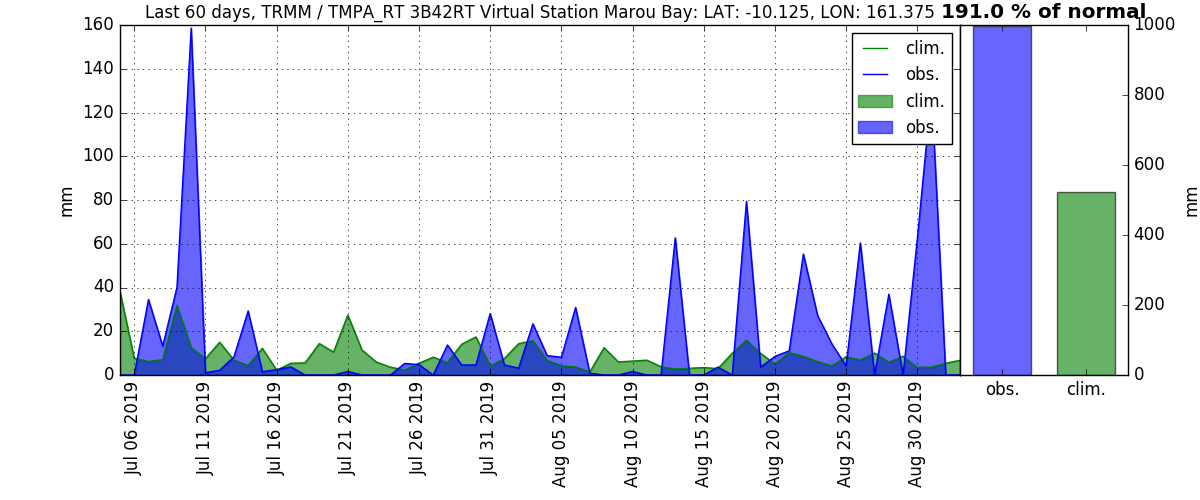 Last 60 days, TRMM / TMPA_RT 3B42RT Virtual Station Marou Bay: LAT: -10.125, LON: 161.375 191.0 % of normal
160
140
120
100
80
60
40
20
0
mm
clim.
obs.
clim.
obs.
1000
800
600
400
200
0
mm
Jul 06 2019
Jul 11 2019
Jul 16 2019
Jul 21 2019
Jul 26 2019
Jul 31 2019
Aug 05 2019
Aug 10 2019
Aug 15 2019
Aug 20 2019
Aug 25 2019
Aug 30 2019
obs.
clim.